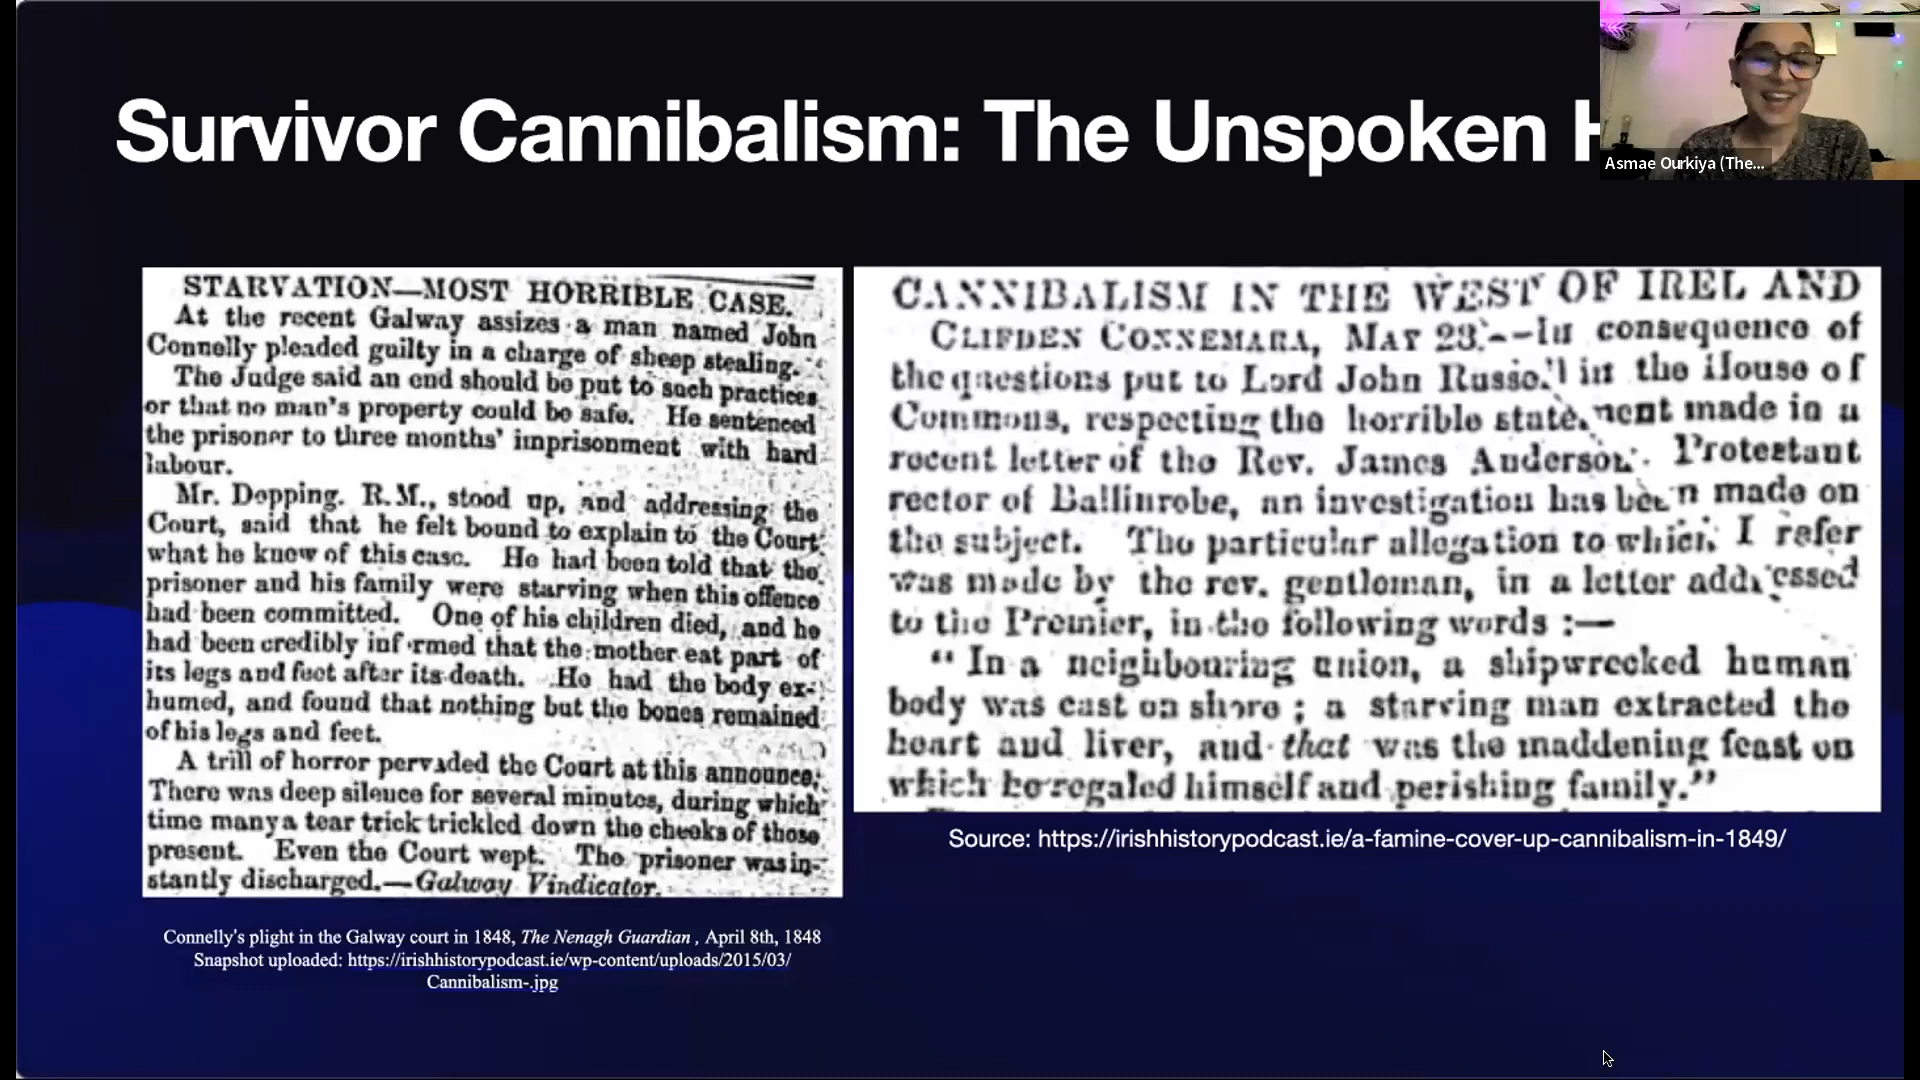 Survivor Cannibalism: The Unspoken H
Asmae Ourkiya (The...
STARVATION—MOST HORRIBLE CASE.
At the recent Galway assizes a man named John
Connolly pleaded guilty in a charge of sheep stealing.
The Judge said an end should be put to such practices
or that no man's property could be safe. He sentenced
the prisoner to three months' imprisonment with hard
labour.
Mr. Dopping. R.M., stood up, and addressing the
Court, said that he felt bound to explain to the Court
what he knew of this case. He had been told that the
prisoner and his family were starving when this offence
had been committed. One of his children died, and he
had been credibly inf rmed that the mother eat part of
its legs and feet after its death. He had the body ex-
humed, and found that nothing but the bones remained
of his legs and feet.
A trill of horror pervaded the Court at this announce.
There was deep silence for several minutes, during which
time many a tear trick trickled down the cheeks of those
present. Even the Court wept. The prisoner was in-
stantly discharged.—Galway Vindicator.
Connelly's plight in the Galway court in 1848, The Nenagh Guardian , April 8th, 1848
Snapshot uploaded: https://irishhistorypodcast.ie/wp-content/uploads/2015/03/
Cannibalism-.jpg
CANNIBALISM IN THE WEST OF IRELAND
CLIFDEN CONNEMARA, MAY 23.—In consequence of
the questions put to Lord John Russell in the House of
Commons, respecting the horrible statement made in a
recent letter of the Rev. James Anderson. Protestant
rector of Ballinrobe, an investigation has been made on
the subject. The particular allegation to which I refer
was made by the rev. gentleman, in a letter addressed
to the Premier, in the following words :—
"In a neighbouring union, a shipwrecked human
body was cast on shore ; a starving man extracted the
heart and liver, and that was the maddening feast on
which he regaled himself and perishing family."
Source: https://irishhistorypodcast.ie/a-famine-cover-up-cannibalism-in-1849/